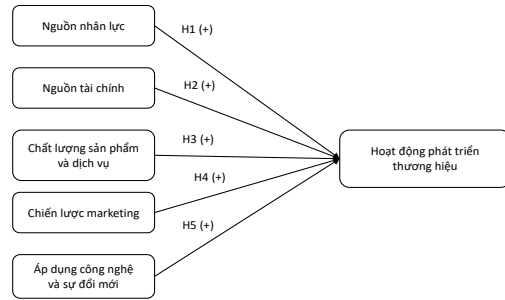 Nguồn nhân lực
H1 (+)
Nguồn tài chính
H2 (+)
Chất lượng sản phẩm
và dịch vụ
H3 (+)
Hoạt động phát triển
thương hiệu
H4 (+)
Chiến lược marketing
H5 (+)
Áp dụng công nghệ
và sự đổi mới